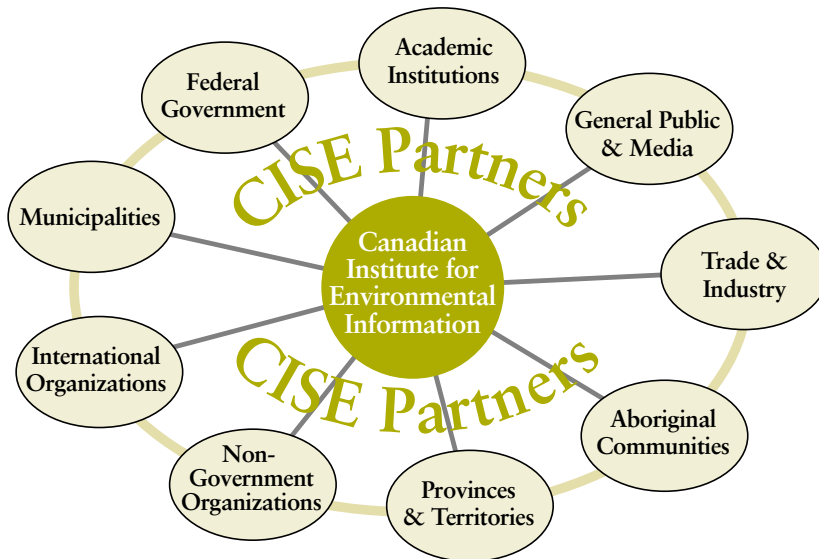 Academic
Institutions
Federal
Government
General Public
& Media
CISE Partners
Municipalities
Canadian
Institute for
Environmental
Information
Trade &
Industry
International
Organizations
CISE Partners
Aboriginal
Communities
Non-
Government
Organizations
Provinces
& Territories